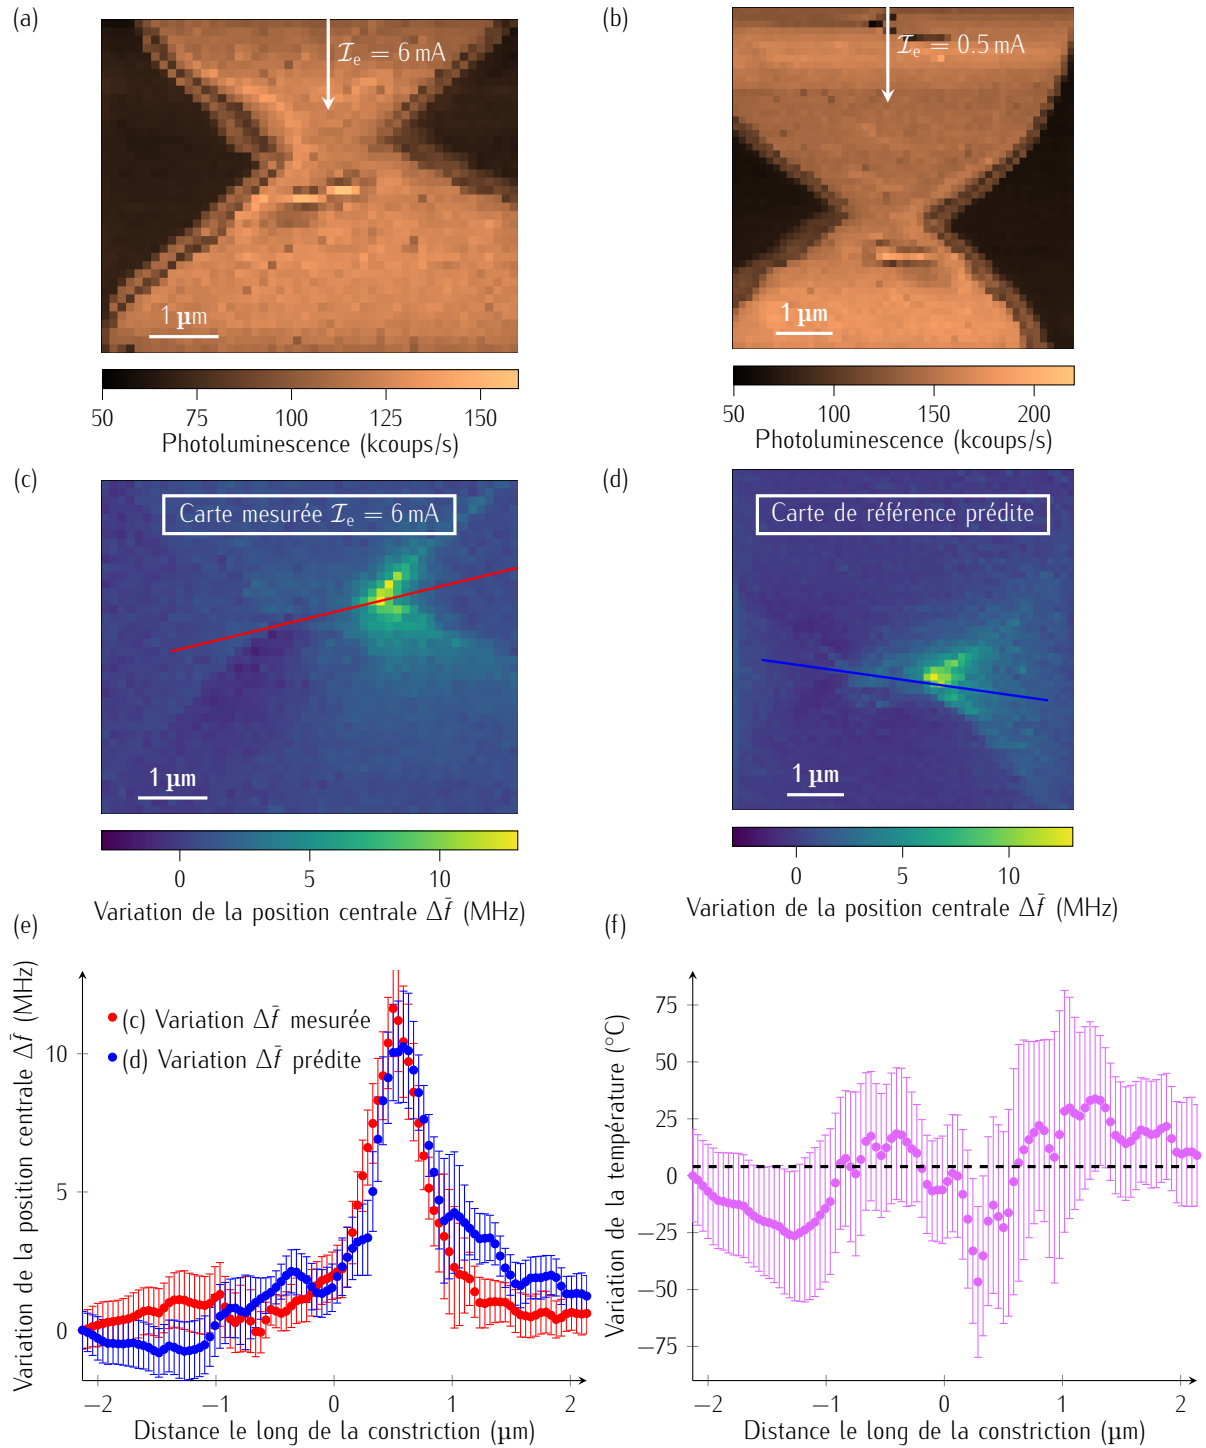 (a)
ℐe = 6 mA
1 µm
50 75 100 125 150
Photoluminescence (kcoups/s)
(b)
ℐe = 0.5 mA
1 µm
50 100 150 200
Photoluminescence (kcoups/s)
(c)
Carte mesurée ℐe = 6 mA
1 µm
0 5 10
Variation de la position centrale Δf̄ (MHz)
(d)
Carte de référence prédite
1 µm
0 5 10
Variation de la position centrale Δf̄ (MHz)
(e)
Variation de la position centrale Δf̄ (MHz)
10
5
0
(c) Variation Δf̄ mesurée
(d) Variation Δf̄ prédite
−2 −1 0 1 2
Distance le long de la constriction (µm)
(f)
Variation de la température (°C)
75
50
25
0
−25
−50
−75
−2 −1 0 1 2
Distance le long de la constriction (µm)